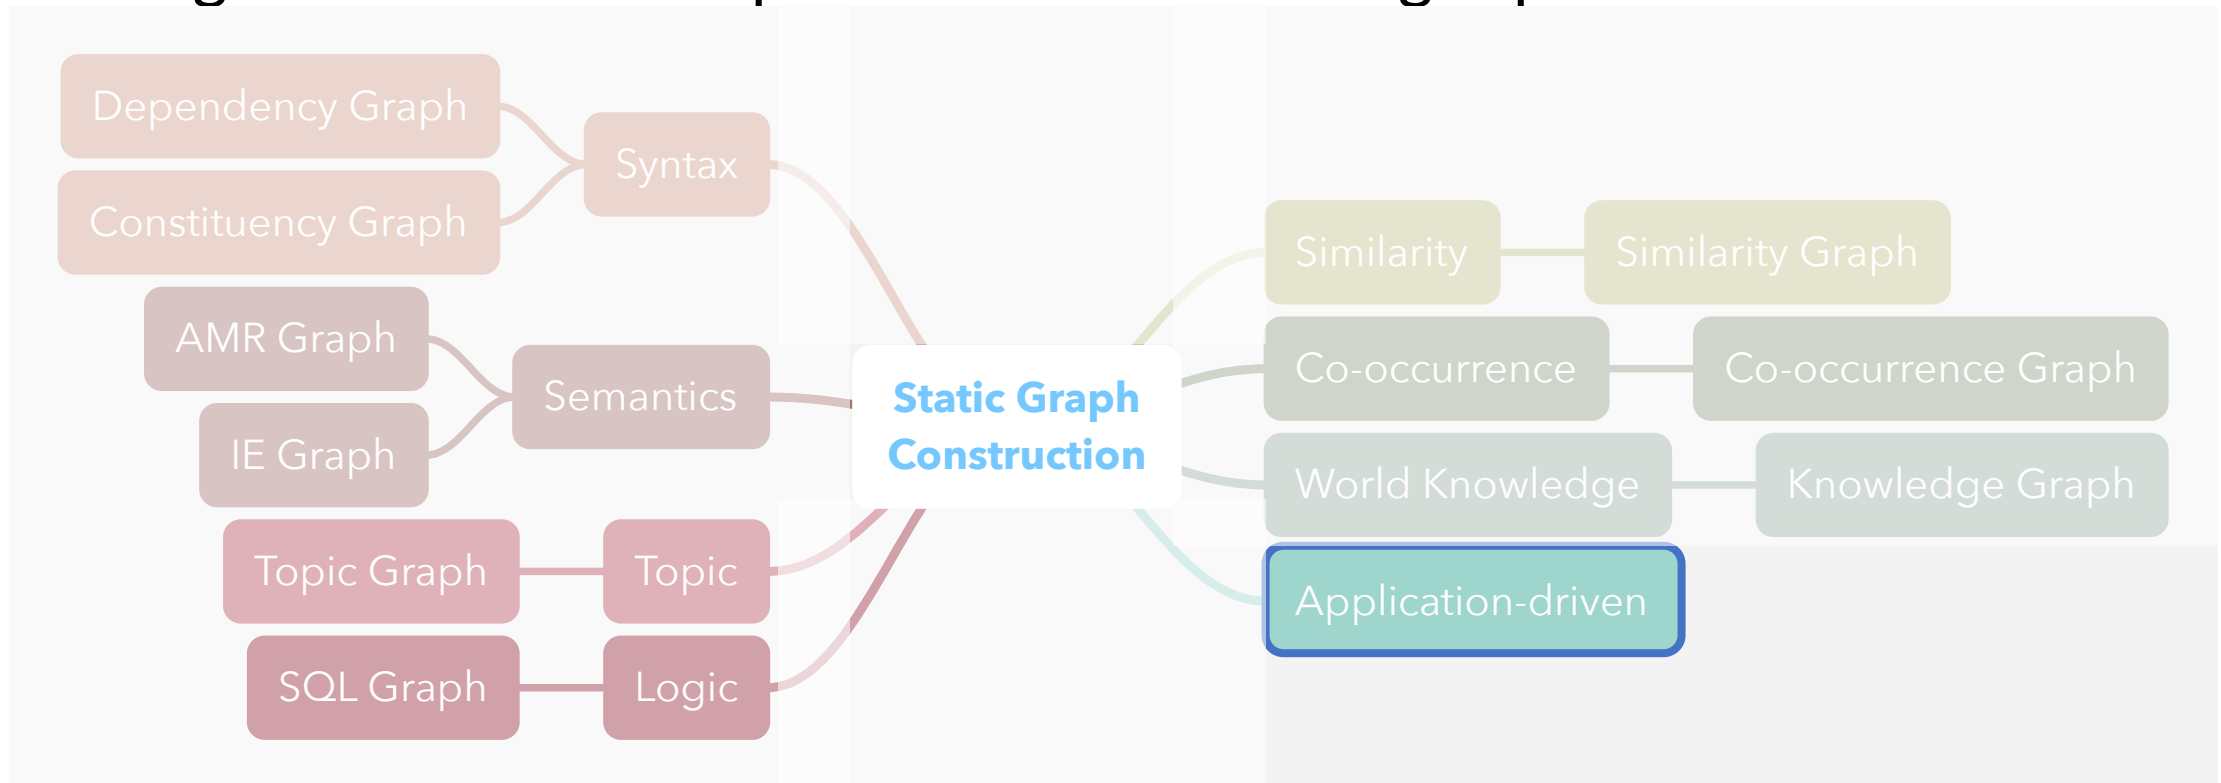 Dependency Graph
Syntax
Constituency Graph
AMR Graph
Semantics
IE Graph
Topic Graph
Topic
SQL Graph
Logic
Static Graph
Construction
Similarity
Similarity Graph
Co-occurrence
Co-occurrence Graph
World Knowledge
Knowledge Graph
Application-driven